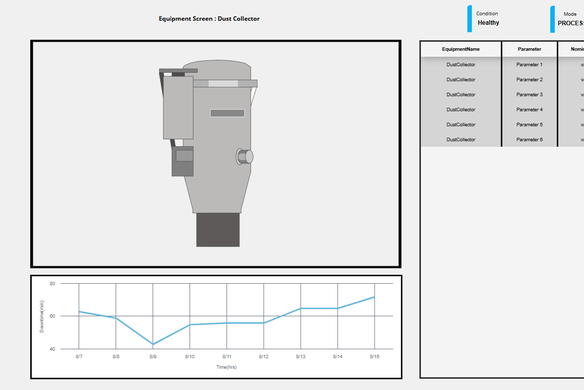 Equipment Screen : Dust Collector
Condition
Healthy
Mode
EquipmentName Parameter
DustCollector Parameter 1
DustCollector Parameter 2
DustCollector Parameter 3
DustCollector Parameter 4
DustCollector Parameter 5
DustCollector Parameter 6
80
60
40
Downtime(min)
8/7 8/8 8/9 8/10 8/11 8/12 8/13 8/14 8/15
Time(hrs)